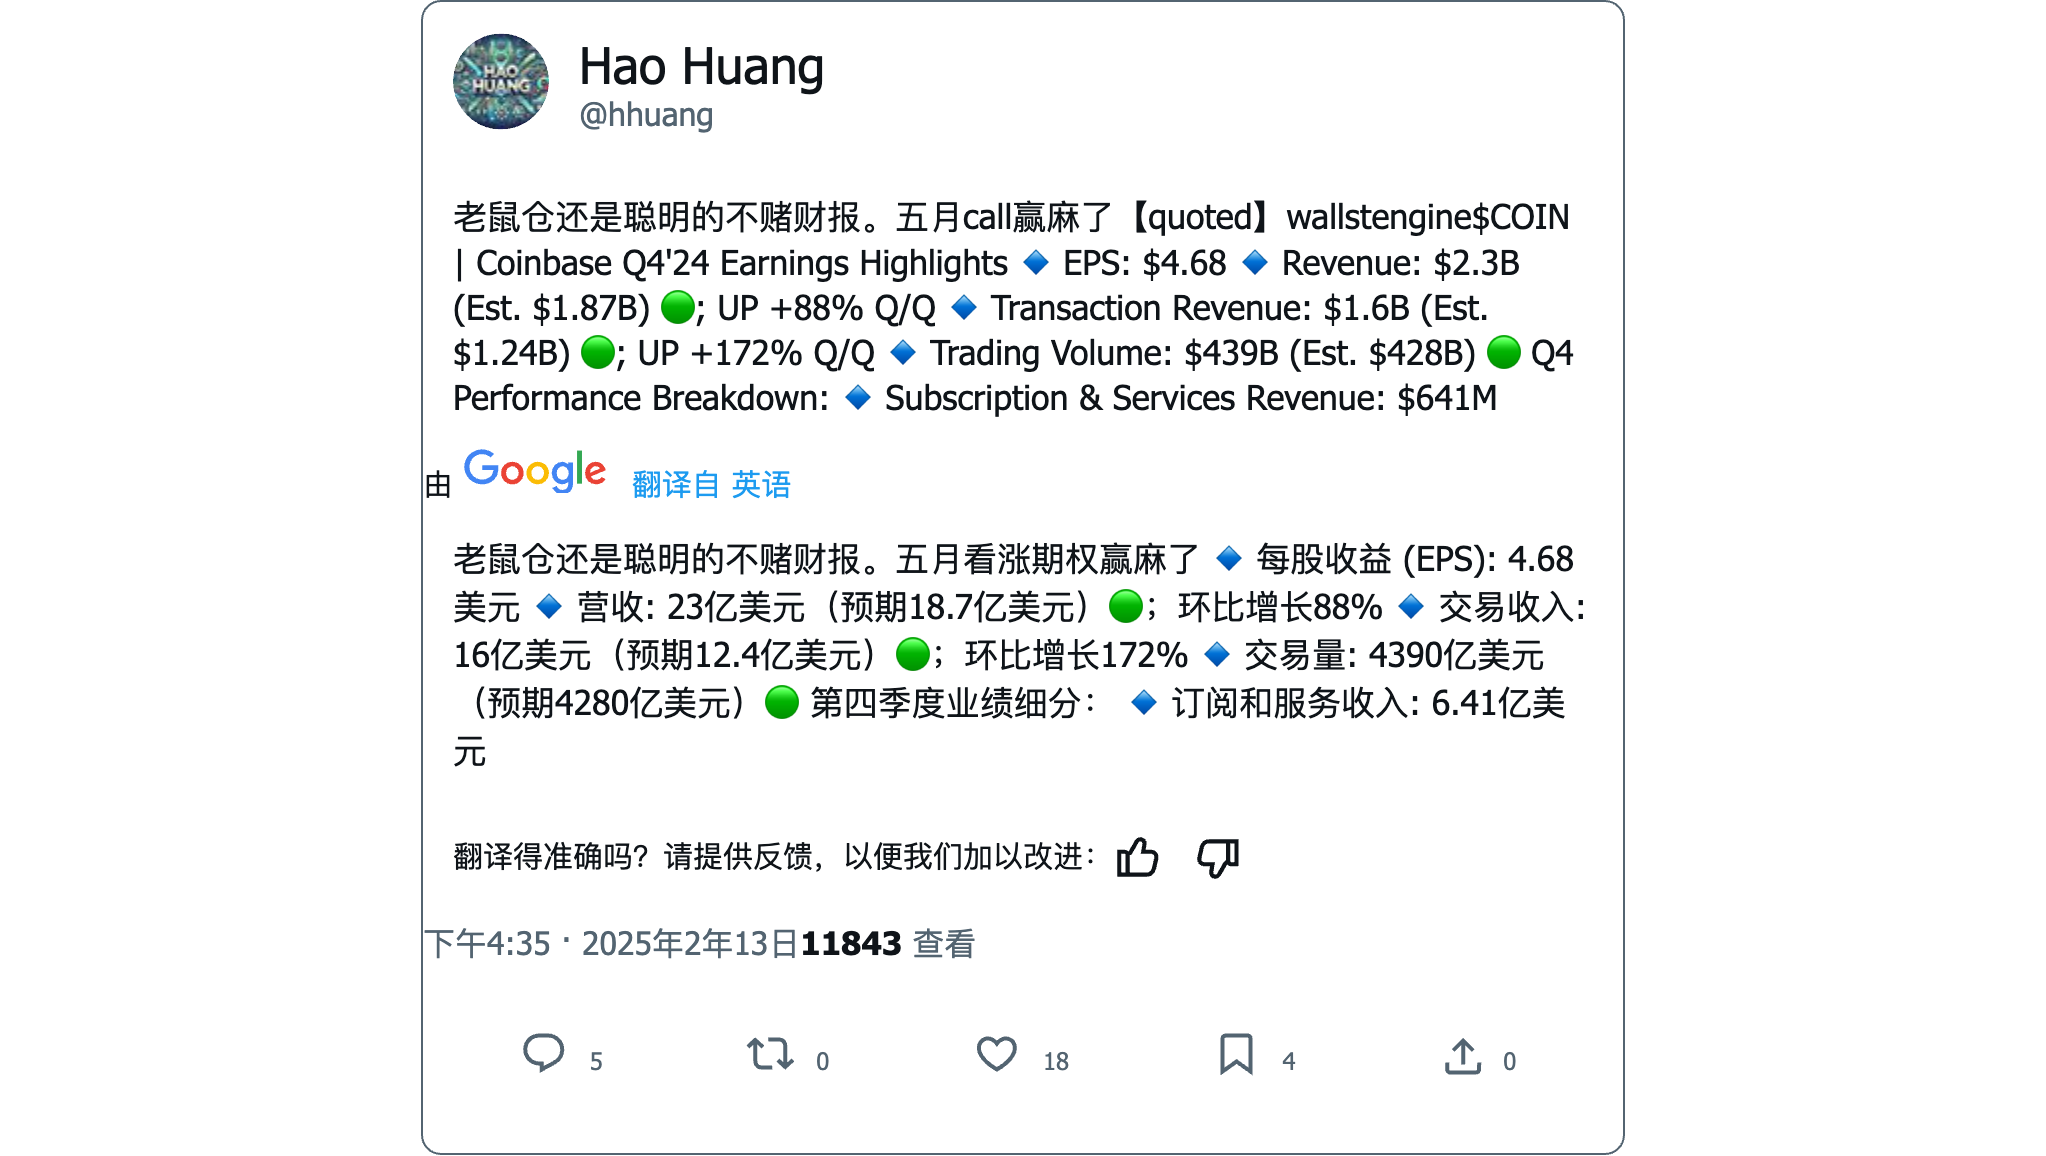 HAO
HUANG
Hao Huang
@hhuang
老鼠仓还是聪明的不赌财报。五月call赢麻了【quoted】wallstengine$COIN
| Coinbase Q4'24 Earnings Highlights 🔹 EPS: $4.68 🔹 Revenue: $2.3B
(Est. $1.87B) 🟢; UP +88% Q/Q 🔹 Transaction Revenue: $1.6B (Est.
$1.24B) 🟢; UP +172% Q/Q 🔹 Trading Volume: $439B (Est. $428B) 🟢 Q4
Performance Breakdown: 🔹 Subscription & Services Revenue: $641M
由 Google 翻译自 英语
老鼠仓还是聪明的不赌财报。五月看涨期权赢麻了 🔹 每股收益 (EPS): 4.68
美元 🔹 营收: 23亿美元（预期18.7亿美元）🟢；环比增长88% 🔹 交易收入:
16亿美元（预期12.4亿美元）🟢；环比增长172% 🔹 交易量: 4390亿美元
（预期4280亿美元）🟢 第四季度业绩细分： 🔹 订阅和服务收入: 6.41亿美
元
翻译得准确吗？请提供反馈，以便我们加以改进：
下午4:35 · 2025年2年13日11843 查看
5 0 18 4 0